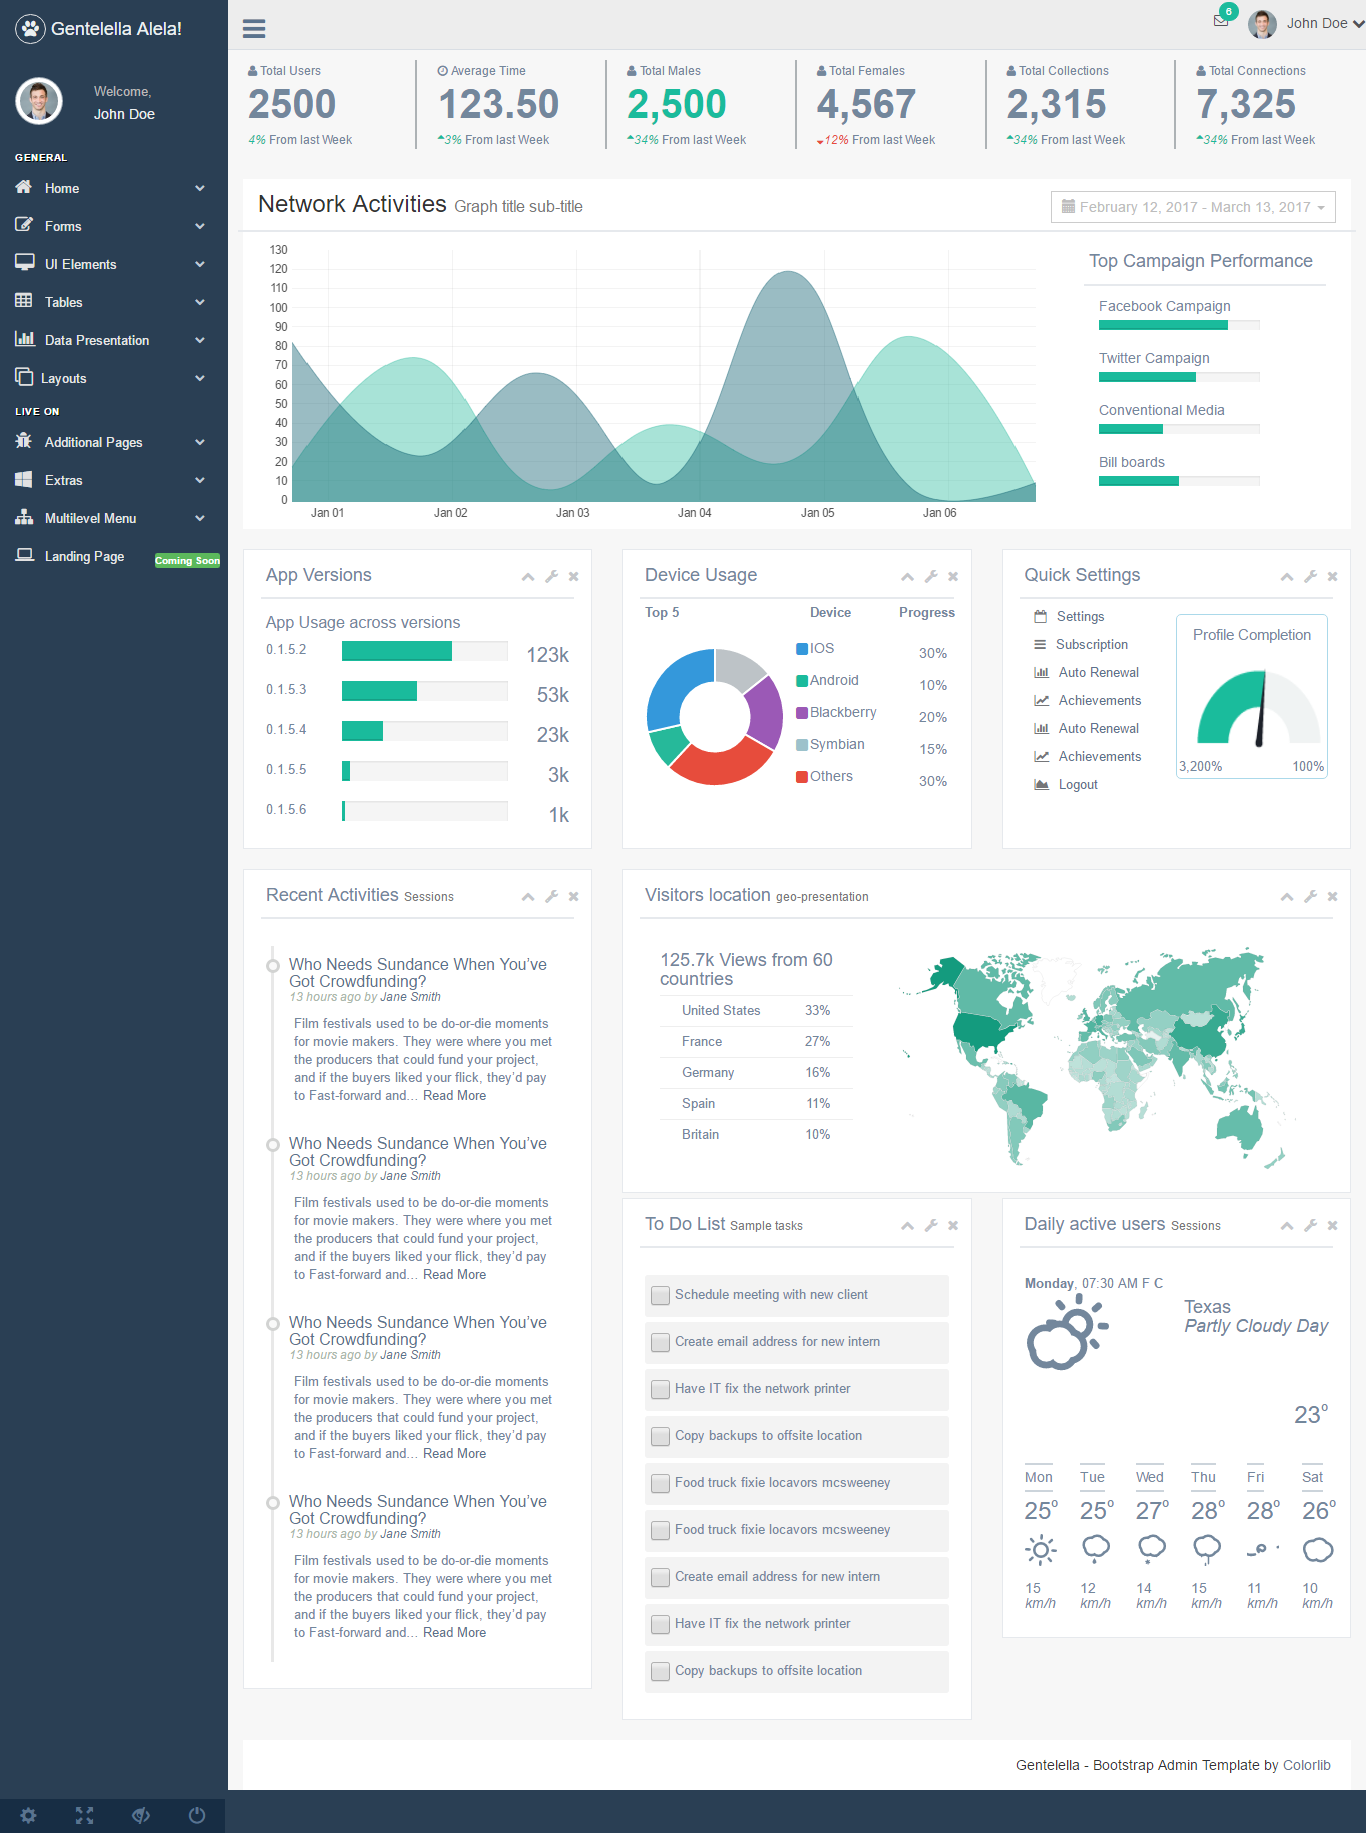 Gentelella Alela!
Welcome,
John Doe
GENERAL
Home
Forms
UI Elements
Tables
Data Presentation
Layouts
LIVE ON
Additional Pages
Extras
Multilevel Menu
Landing Page
Coming Soon
6
John Doe
Total Users
2500
4% From last Week
Average Time
123.50
3% From last Week
Total Males
2,500
34% From last Week
Total Females
4,567
12% From last Week
Total Collections
2,315
34% From last Week
Total Connections
7,325
34% From last Week
Network Activities Graph title sub-title
February 12, 2017 - March 13, 2017
130
120
110
100
90
80
70
60
50
40
30
20
10
0
Jan 01
Jan 02
Jan 03
Jan 04
Jan 05
Jan 06
Top Campaign Performance
Facebook Campaign
Twitter Campaign
Conventional Media
Bill boards
App Versions
App Usage across versions
0.1.5.2 123k
0.1.5.3 53k
0.1.5.4 23k
0.1.5.5 3k
0.1.5.6 1k
Device Usage
Top 5 Device Progress
IOS 30%
Android 10%
Blackberry 20%
Symbian 15%
Others 30%
Quick Settings
Settings
Subscription
Auto Renewal
Achievements
Auto Renewal
Achievements
Logout
Profile Completion
3,200% 100%
Recent Activities Sessions
Who Needs Sundance When You've
Got Crowdfunding?
13 hours ago by Jane Smith
Film festivals used to be do-or-die moments
for movie makers. They were where you met
the producers that could fund your project,
and if the buyers liked your flick, they'd pay
to Fast-forward and... Read More
Who Needs Sundance When You've
Got Crowdfunding?
13 hours ago by Jane Smith
Film festivals used to be do-or-die moments
for movie makers. They were where you met
the producers that could fund your project,
and if the buyers liked your flick, they'd pay
to Fast-forward and... Read More
Who Needs Sundance When You've
Got Crowdfunding?
13 hours ago by Jane Smith
Film festivals used to be do-or-die moments
for movie makers. They were where you met
the producers that could fund your project,
and if the buyers liked your flick, they'd pay
to Fast-forward and... Read More
Who Needs Sundance When You've
Got Crowdfunding?
13 hours ago by Jane Smith
Film festivals used to be do-or-die moments
for movie makers. They were where you met
the producers that could fund your project,
and if the buyers liked your flick, they'd pay
to Fast-forward and... Read More
Visitors location geo-presentation
125.7k Views from 60
countries
United States 33%
France 27%
Germany 16%
Spain 11%
Britain 10%
To Do List Sample tasks
Schedule meeting with new client
Create email address for new intern
Have IT fix the network printer
Copy backups to offsite location
Food truck fixie locavors mcsweeney
Food truck fixie locavors mcsweeney
Create email address for new intern
Have IT fix the network printer
Copy backups to offsite location
Daily active users Sessions
Monday, 07:30 AM F C
Texas
Partly Cloudy Day
23º
Mon Tue Wed Thu Fri Sat
25º 25º 27º 28º 28º 26º
15 12 14 15 11 10
km/h km/h km/h km/h km/h km/h
Gentelella - Bootstrap Admin Template by Colorlib